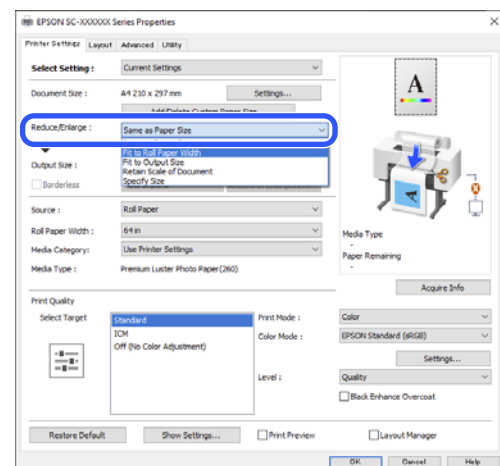 EPSON SC-XXXXXX Series Properties
Printer Settings Layout Advanced Utility
Select Setting : Current Settings
Document Size : A4 210 x 297 mm Settings...
Add/Delete Custom Paper Size
Reduce/Enlarge : Same as Paper Size
Fit to Roll Paper Width
Output Size : Fit to Output Size
Retain Scale of Document
Borderless Specify Size
Source : Roll Paper
Roll Paper Width : 64 in
Media Category: Use Printer Settings
Media Type : Premium Luster Photo Paper(260)
A
Media Type
-
Paper Remaining
-
Acquire Info
Print Quality
Select Target
Standard
ICM
Off (No Color Adjustment)
Print Mode : Color
Color Mode : EPSON Standard (sRGB)
Settings...
Level : Quality
Black Enhance Overcoat
Restore Default Show Settings... Print Preview Layout Manager
OK Cancel Help